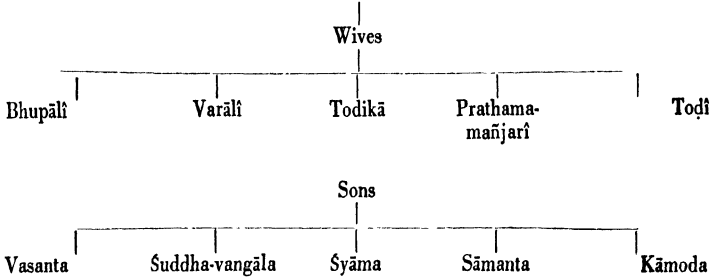 Wives
Bhupālî Varālî Todikā Prathama- Toḍî
mañjarî
Sons
Vasanta Śuddha-vangāla Śyāma Sāmanta Kāmoda